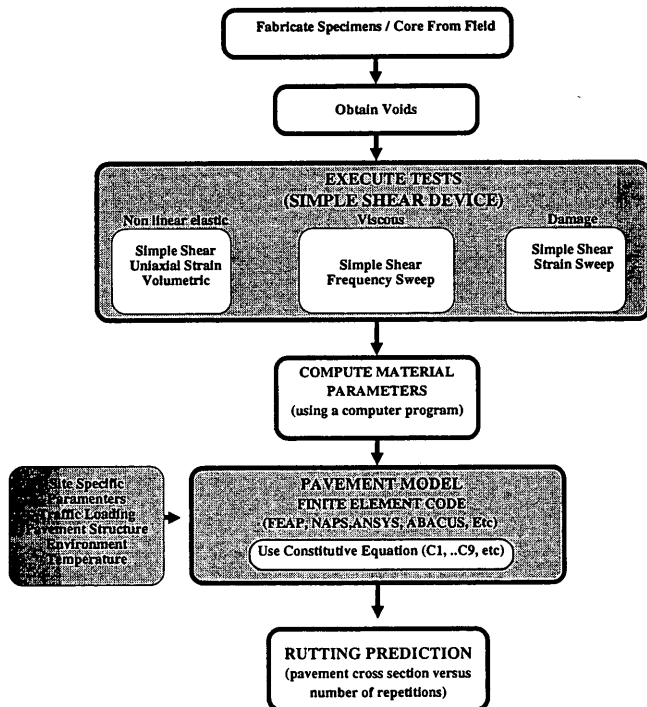 Fabricate Specimens / Core From Field
Obtain Voids
EXECUTE TESTS
(SIMPLE SHEAR DEVICE)
Non linear elastic
Viscous
Damage
Simple Shear
Uniaxial Strain
Volumetric
Simple Shear
Frequency Sweep
Simple Shear
Strain Sweep
COMPUTE MATERIAL
PARAMETERS
(using a computer program)
Site Specific
Paramenters
Traffic Loading
Pavement Structure
Environment
Temperature
PAVEMENT MODEL
FINITE ELEMENT CODE
(FEAP, NAPS,ANSYS, ABACUS, Etc)
Use Constitutive Equation (C1, ..C9, etc)
RUTTING PREDICTION
(pavement cross section versus
number of repetitions)